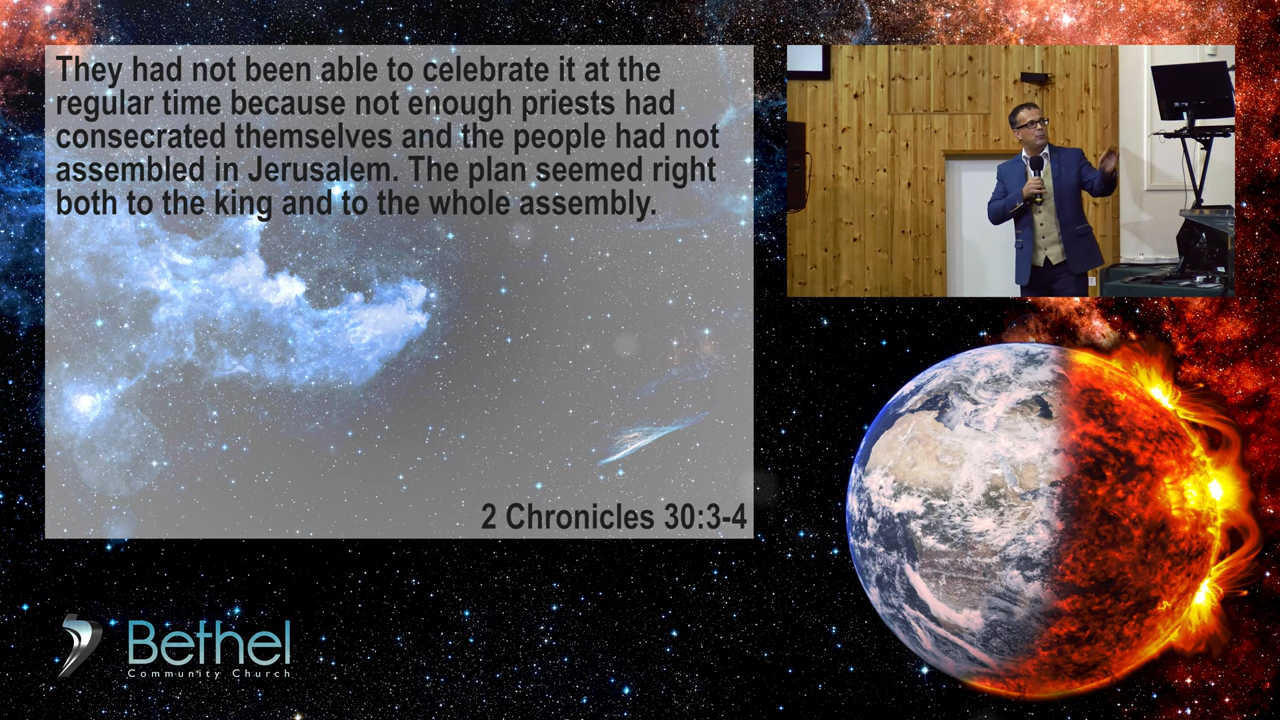 They had not been able to celebrate it at the
regular time because not enough priests had
consecrated themselves and the people had not
assembled in Jerusalem. The plan seemed right
both to the king and to the whole assembly.
2 Chronicles 30:3-4
Bethel
Community Church